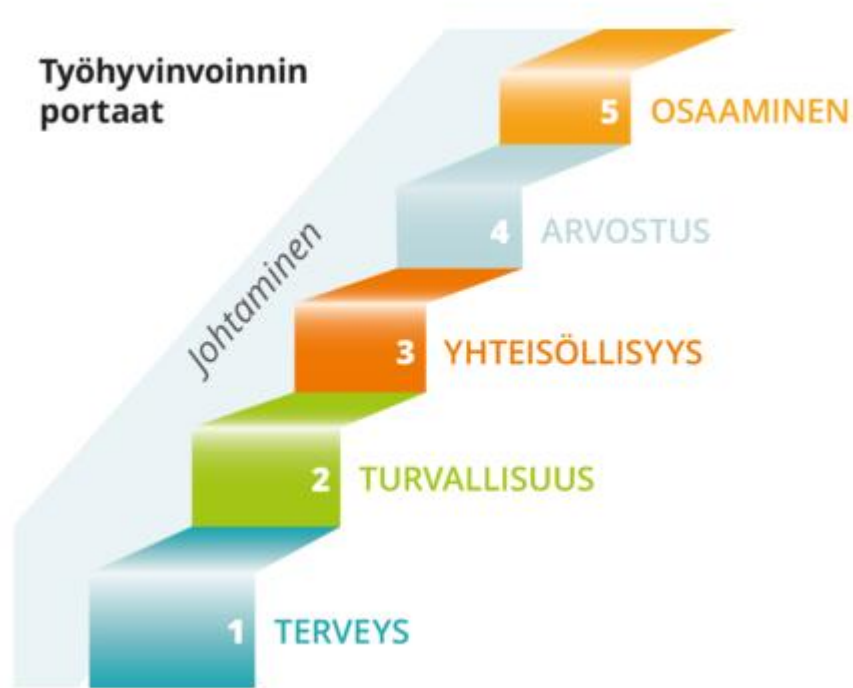 Työhyvinvoinnin
portaat
5 OSAAMINEN
4 ARVOSTUS
Johtaminen
3 YHTEISÖLLISYYS
2 TURVALLISUUS
1 TERVEYS